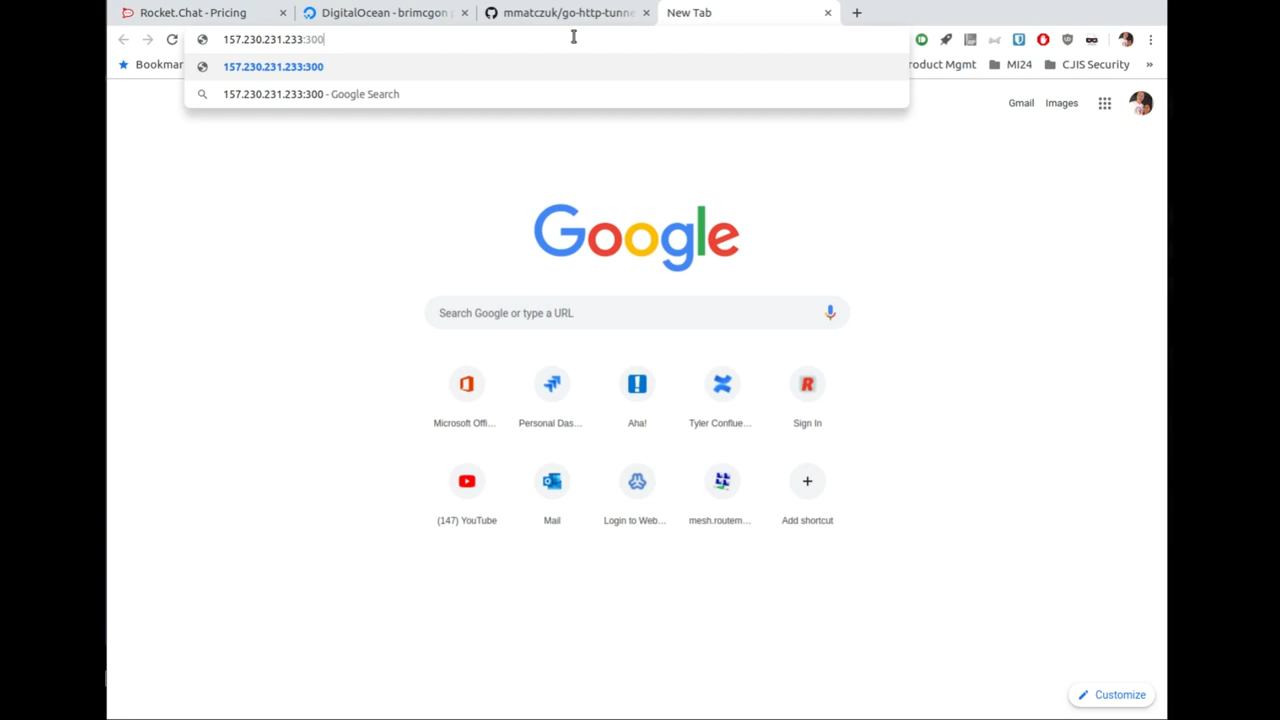 Rocket.Chat - Pricing
DigitalOcean - brimcgon
mmatczuk/go-http-tunne
New Tab
157.230.231.233:300
Bookmar
roduct Mgmt
MI24
CJIS Security
»
157.230.231.233:300
157.230.231.233:300 - Google Search
Gmail
Images
Google
Search Google or type a URL
Microsoft Offi...
Personal Das...
Aha!
Tyler Conflue...
Sign In
(147) YouTube
Mail
Login to Web...
mesh.routem...
Add shortcut
Customize